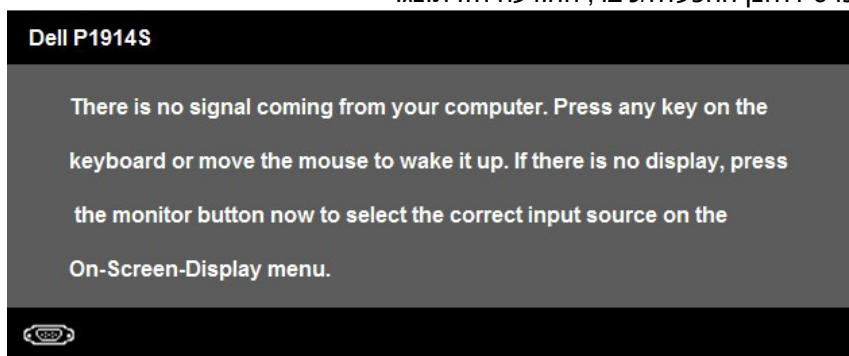 Dell P1914S
There is no signal coming from your computer. Press any key on the
keyboard or move the mouse to wake it up. If there is no display, press
the monitor button now to select the correct input source on the
On-Screen-Display menu.